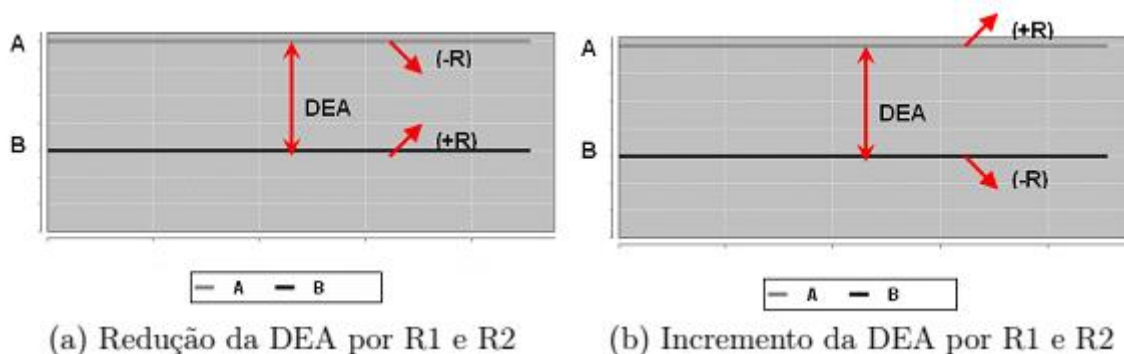 A
(-R)
DEA
B
(+R)
A B
(a) Redução da DEA por R1 e R2
A
(+R)
DEA
B
(-R)
A B
(b) Incremento da DEA por R1 e R2